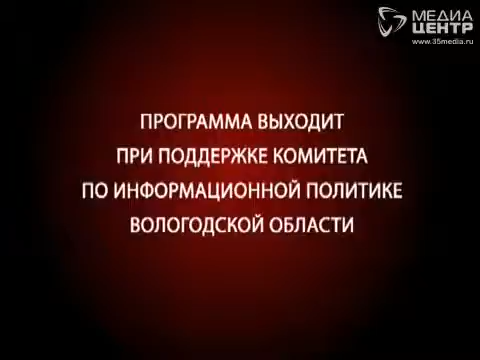 МЕДИА
ЦЕНТР
www.35media.ru
ПРОГРАММА ВЫХОДИТ
ПРИ ПОДДЕРЖКЕ КОМИТЕТА
ПО ИНФОРМАЦИОННОЙ ПОЛИТИКЕ
ВОЛОГОДСКОЙ ОБЛАСТИ